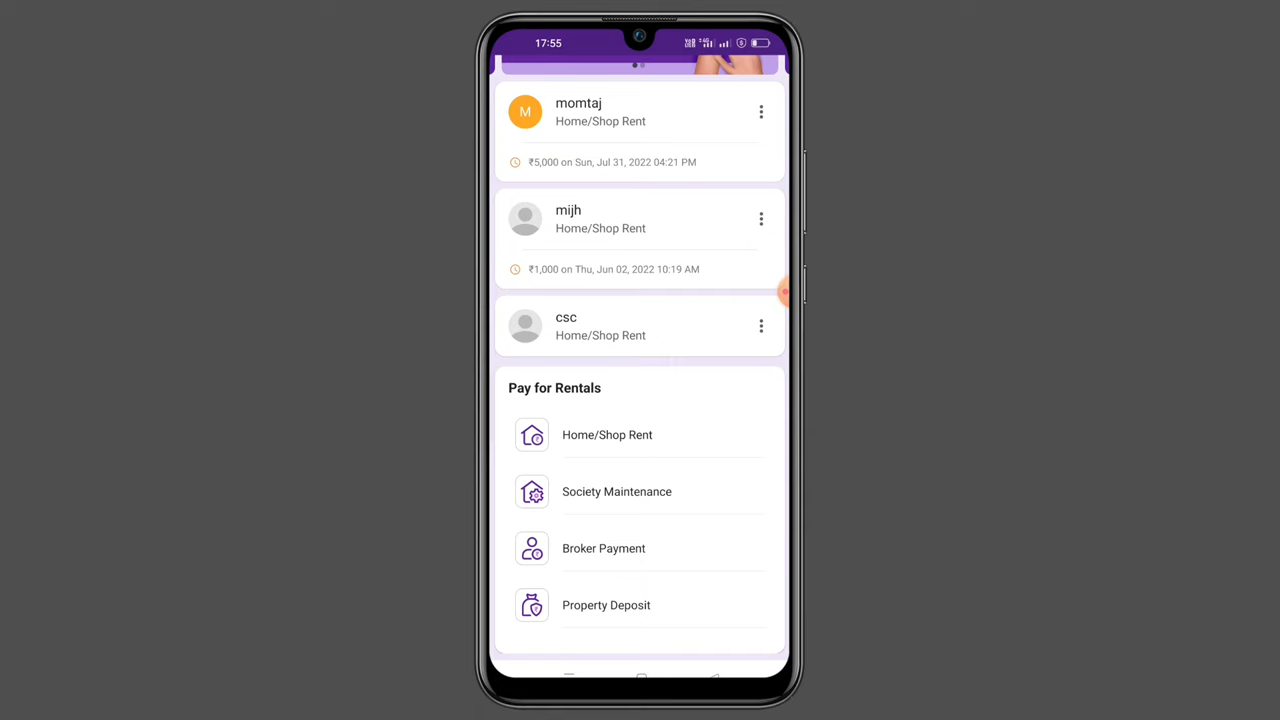 17:55
momtaj
M
Home/Shop Rent
₹5,000 on Sun, Jul 31, 2022 04:21 PM
mijh
Home/Shop Rent
₹1,000 on Thu, Jun 02, 2022 10:19 AM
csc
Home/Shop Rent
Pay for Rentals
Home/Shop Rent
Society Maintenance
Broker Payment
Property Deposit